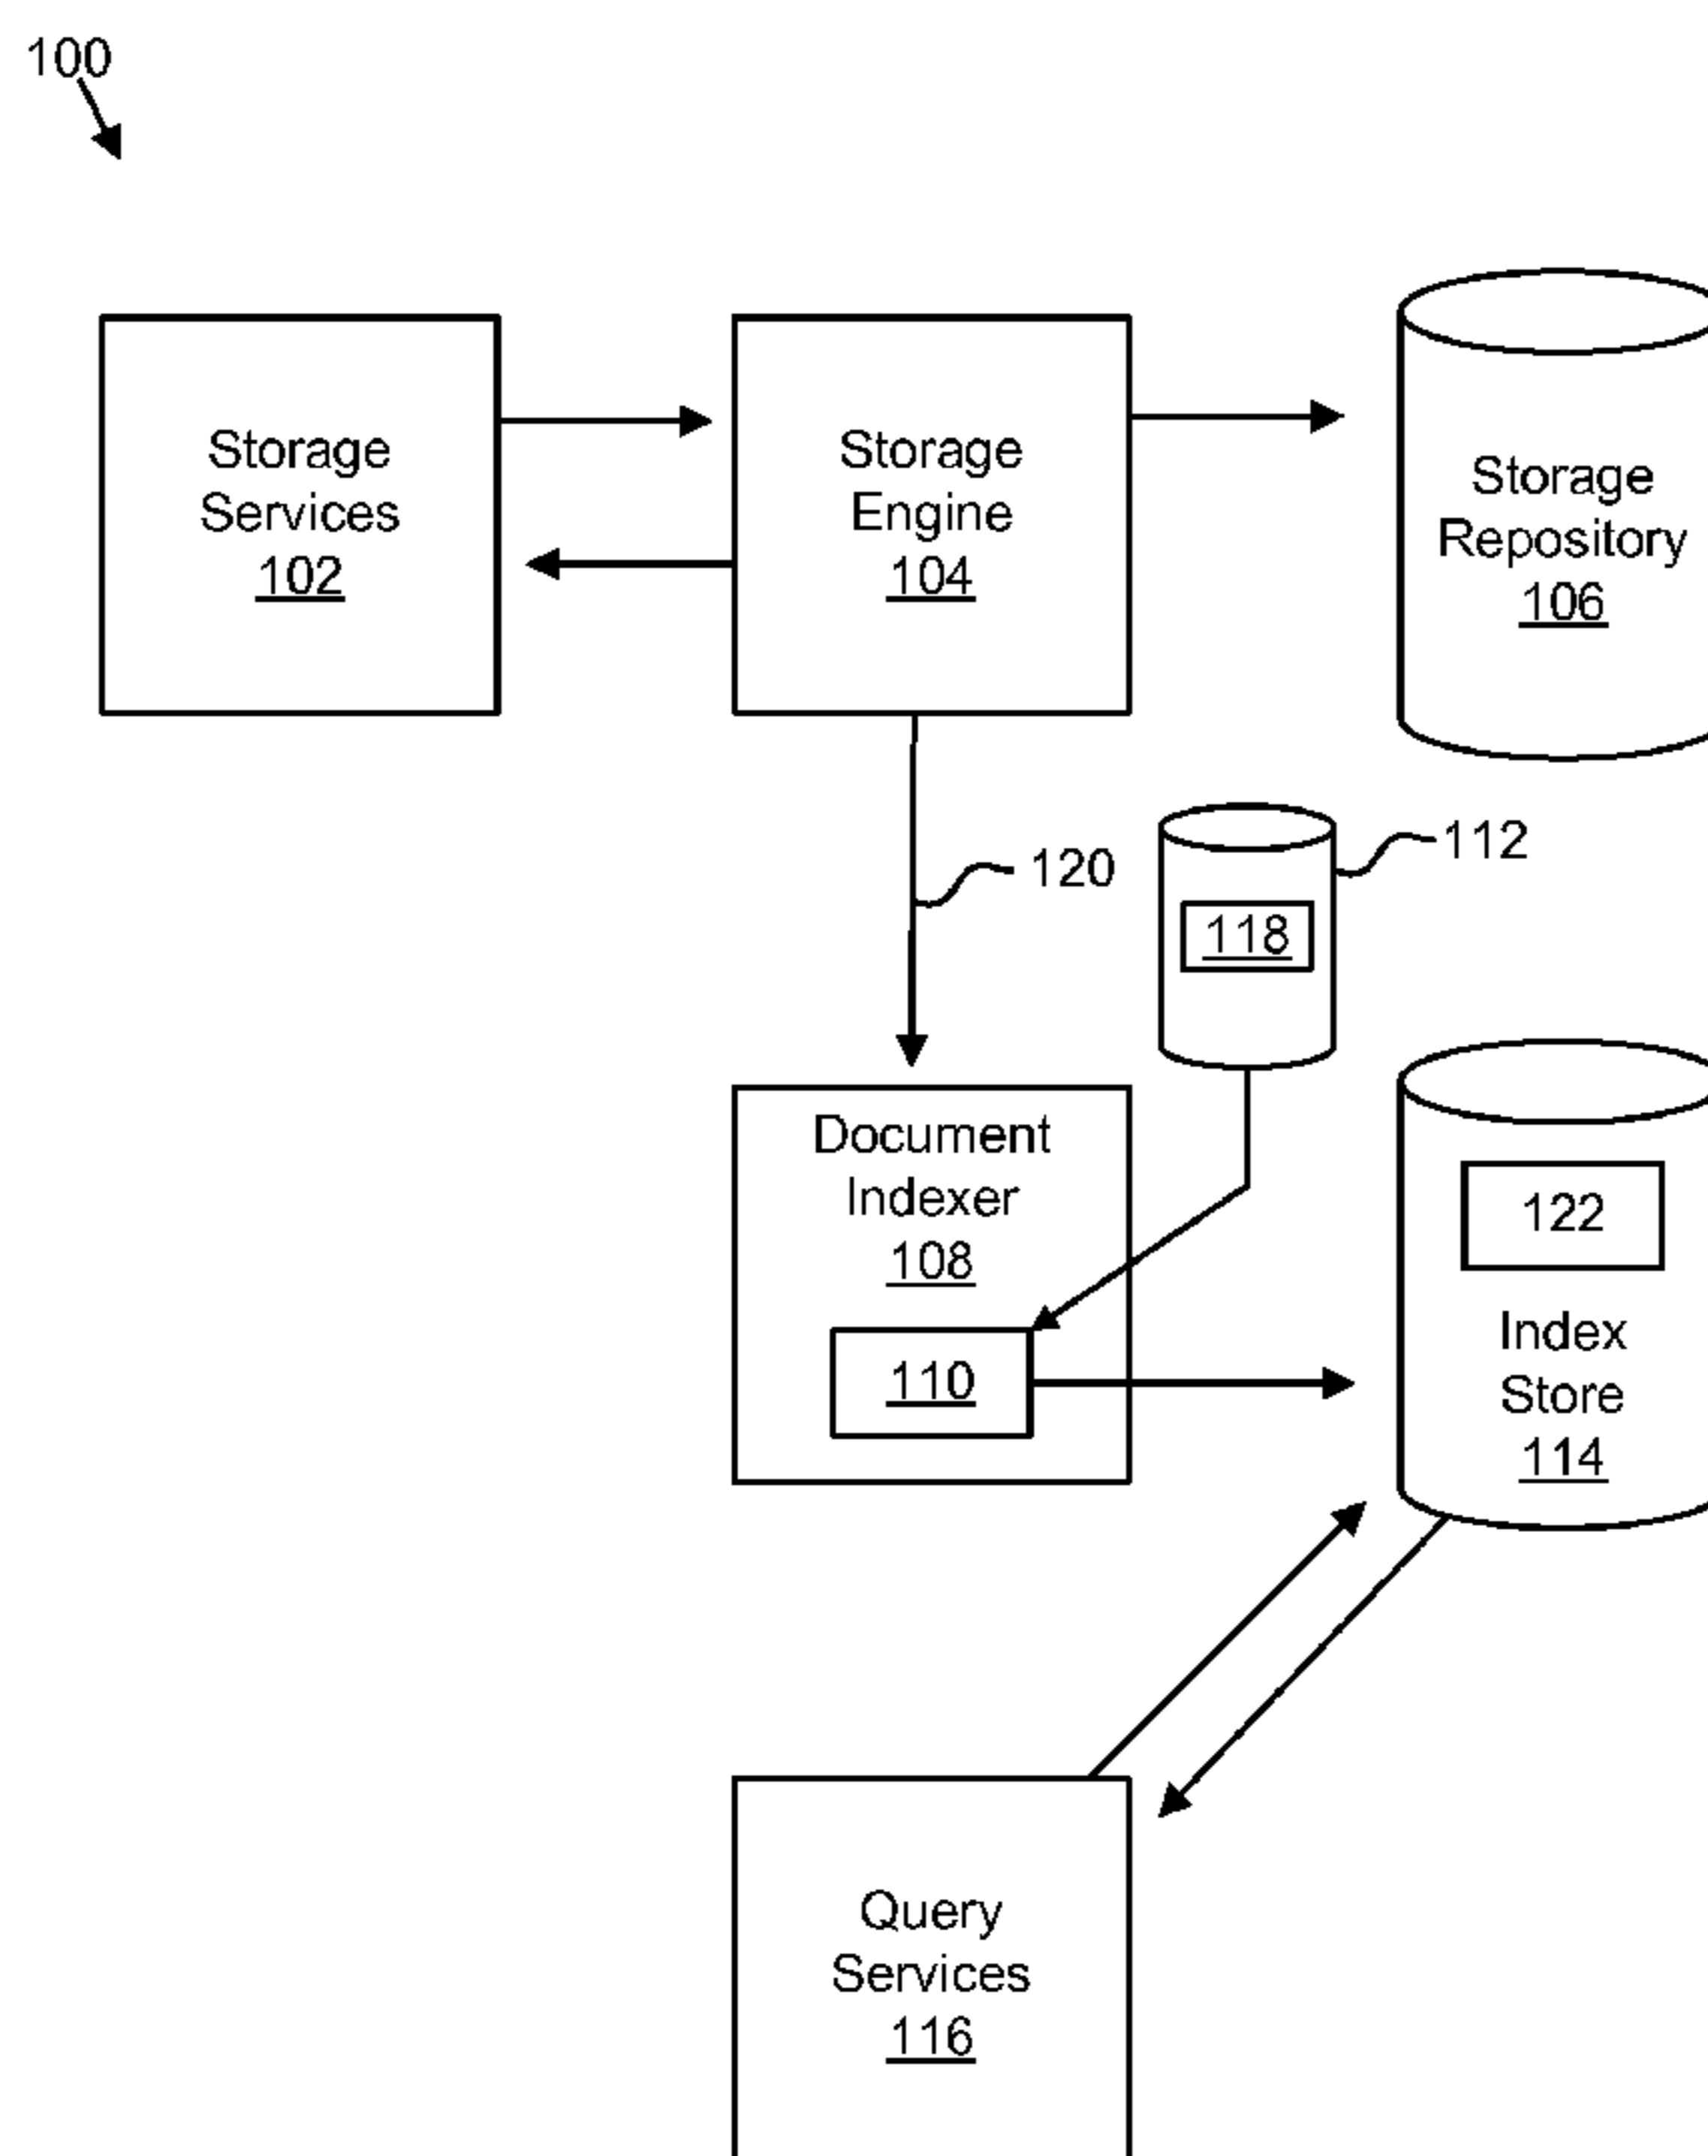 100
Storage
Services
102
Storage
Engine
104
Storage
Repository
106
120
112
118
Document
Indexer
108
110
122
Index
Store
114
Query
Services
116